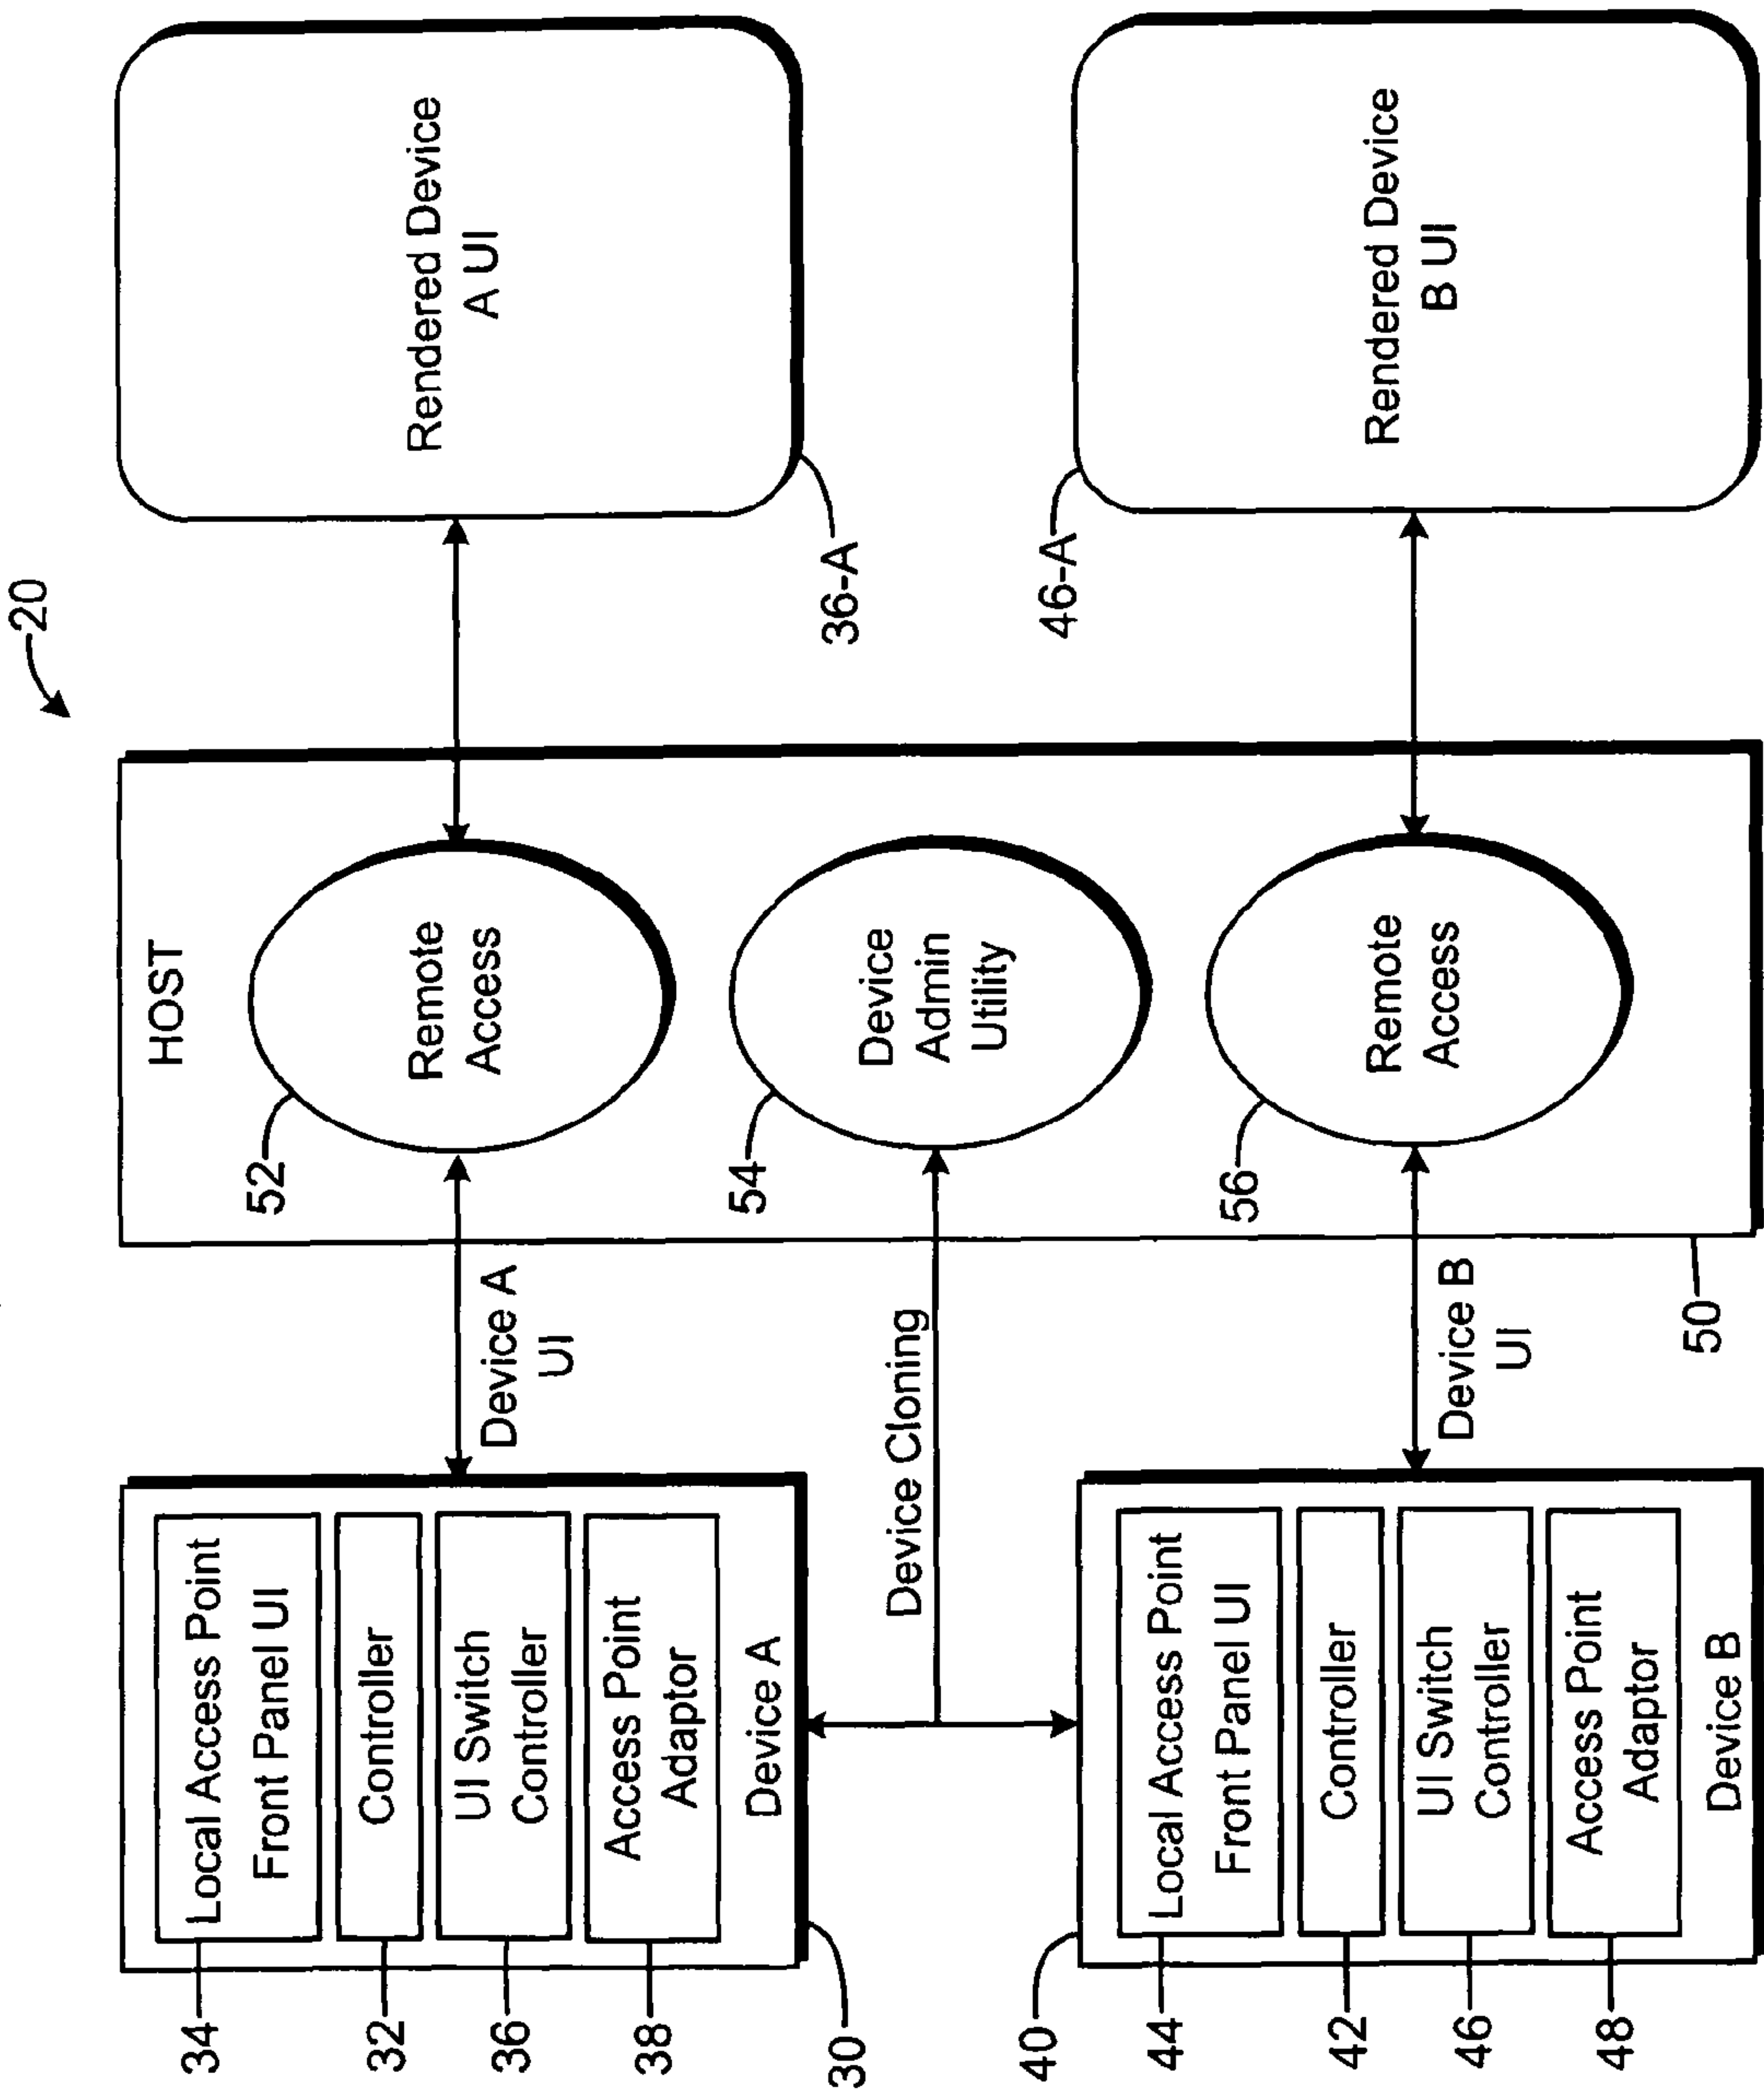 20
34
Local Access Point
Front Panel UI
32
Controller
36
UI Switch
Controller
38
Access Point
Adaptor
Device A
30
Device A
UI
HOST
52
Remote
Access
Rendered Device
A UI
36-A
Device Cloning
54
Device
Admin
Utility
40
44
Local Access Point
Front Panel UI
42
Controller
46
UI Switch
Controller
48
Access Point
Adaptor
Device B
Device B
UI
56
Remote
Access
50
46-A
Rendered Device
B UI